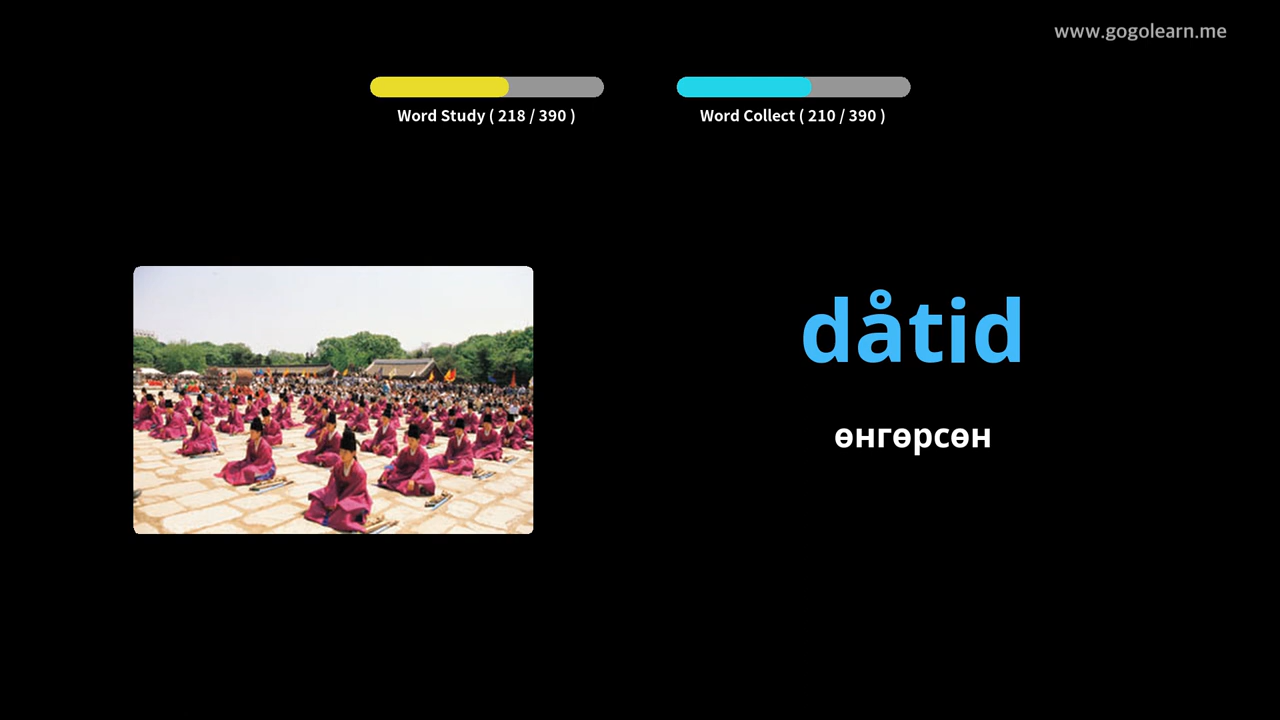 www.gogolearn.me
Word Study ( 218 / 390 )
Word Collect ( 210 / 390 )
dåtid
өнгөрсөн